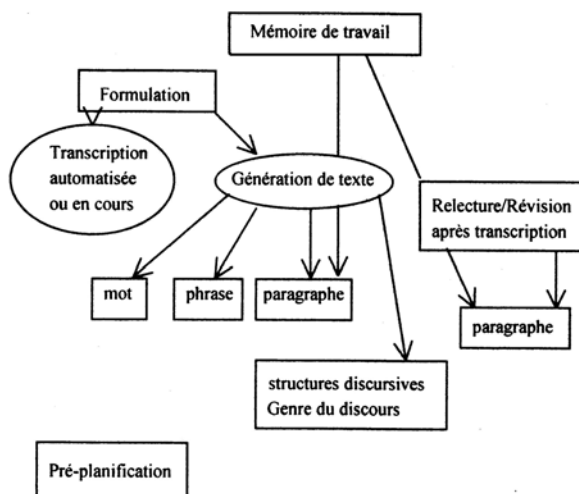 Mémoire de travail
Formulation
Transcription
automatisée
ou en cours
Génération de texte
Relecture/Révision
après transcription
mot
phrase
paragraphe
paragraphe
structures discursives
Genre du discours
Pré-planification